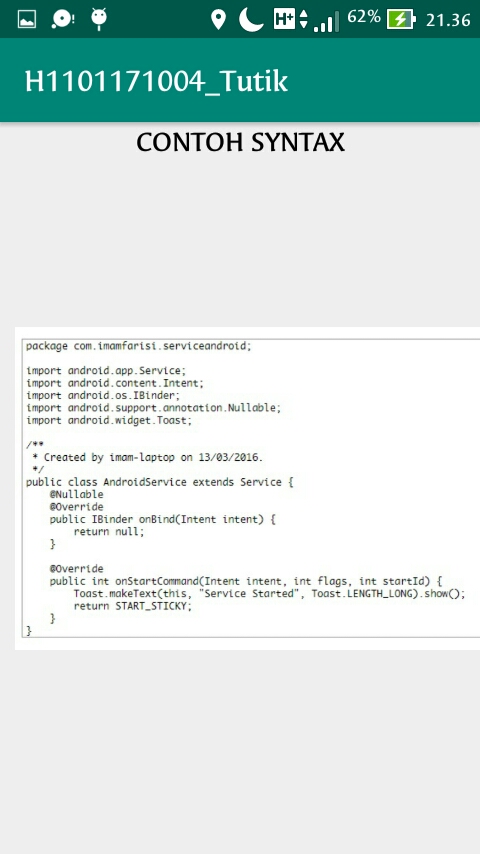 62% 21.36
H1101171004_Tutik
CONTOH SYNTAX
package com.imamfarisi.serviceandroid;
import android.app.Service;
import android.content.Intent;
import android.os.IBinder;
import android.support.annotation.Nullable;
import android.widget.Toast;
/**
 * Created by imam-laptop on 13/03/2016.
 */
public class AndroidService extends Service {
    @Nullable
    @Override
    public IBinder onBind(Intent intent) {
        return null;
    }
    @Override
    public int onStartCommand(Intent intent, int flags, int startId) {
        Toast.makeText(this, "Service Started", Toast.LENGTH_LONG).show();
        return START_STICKY;
    }
}